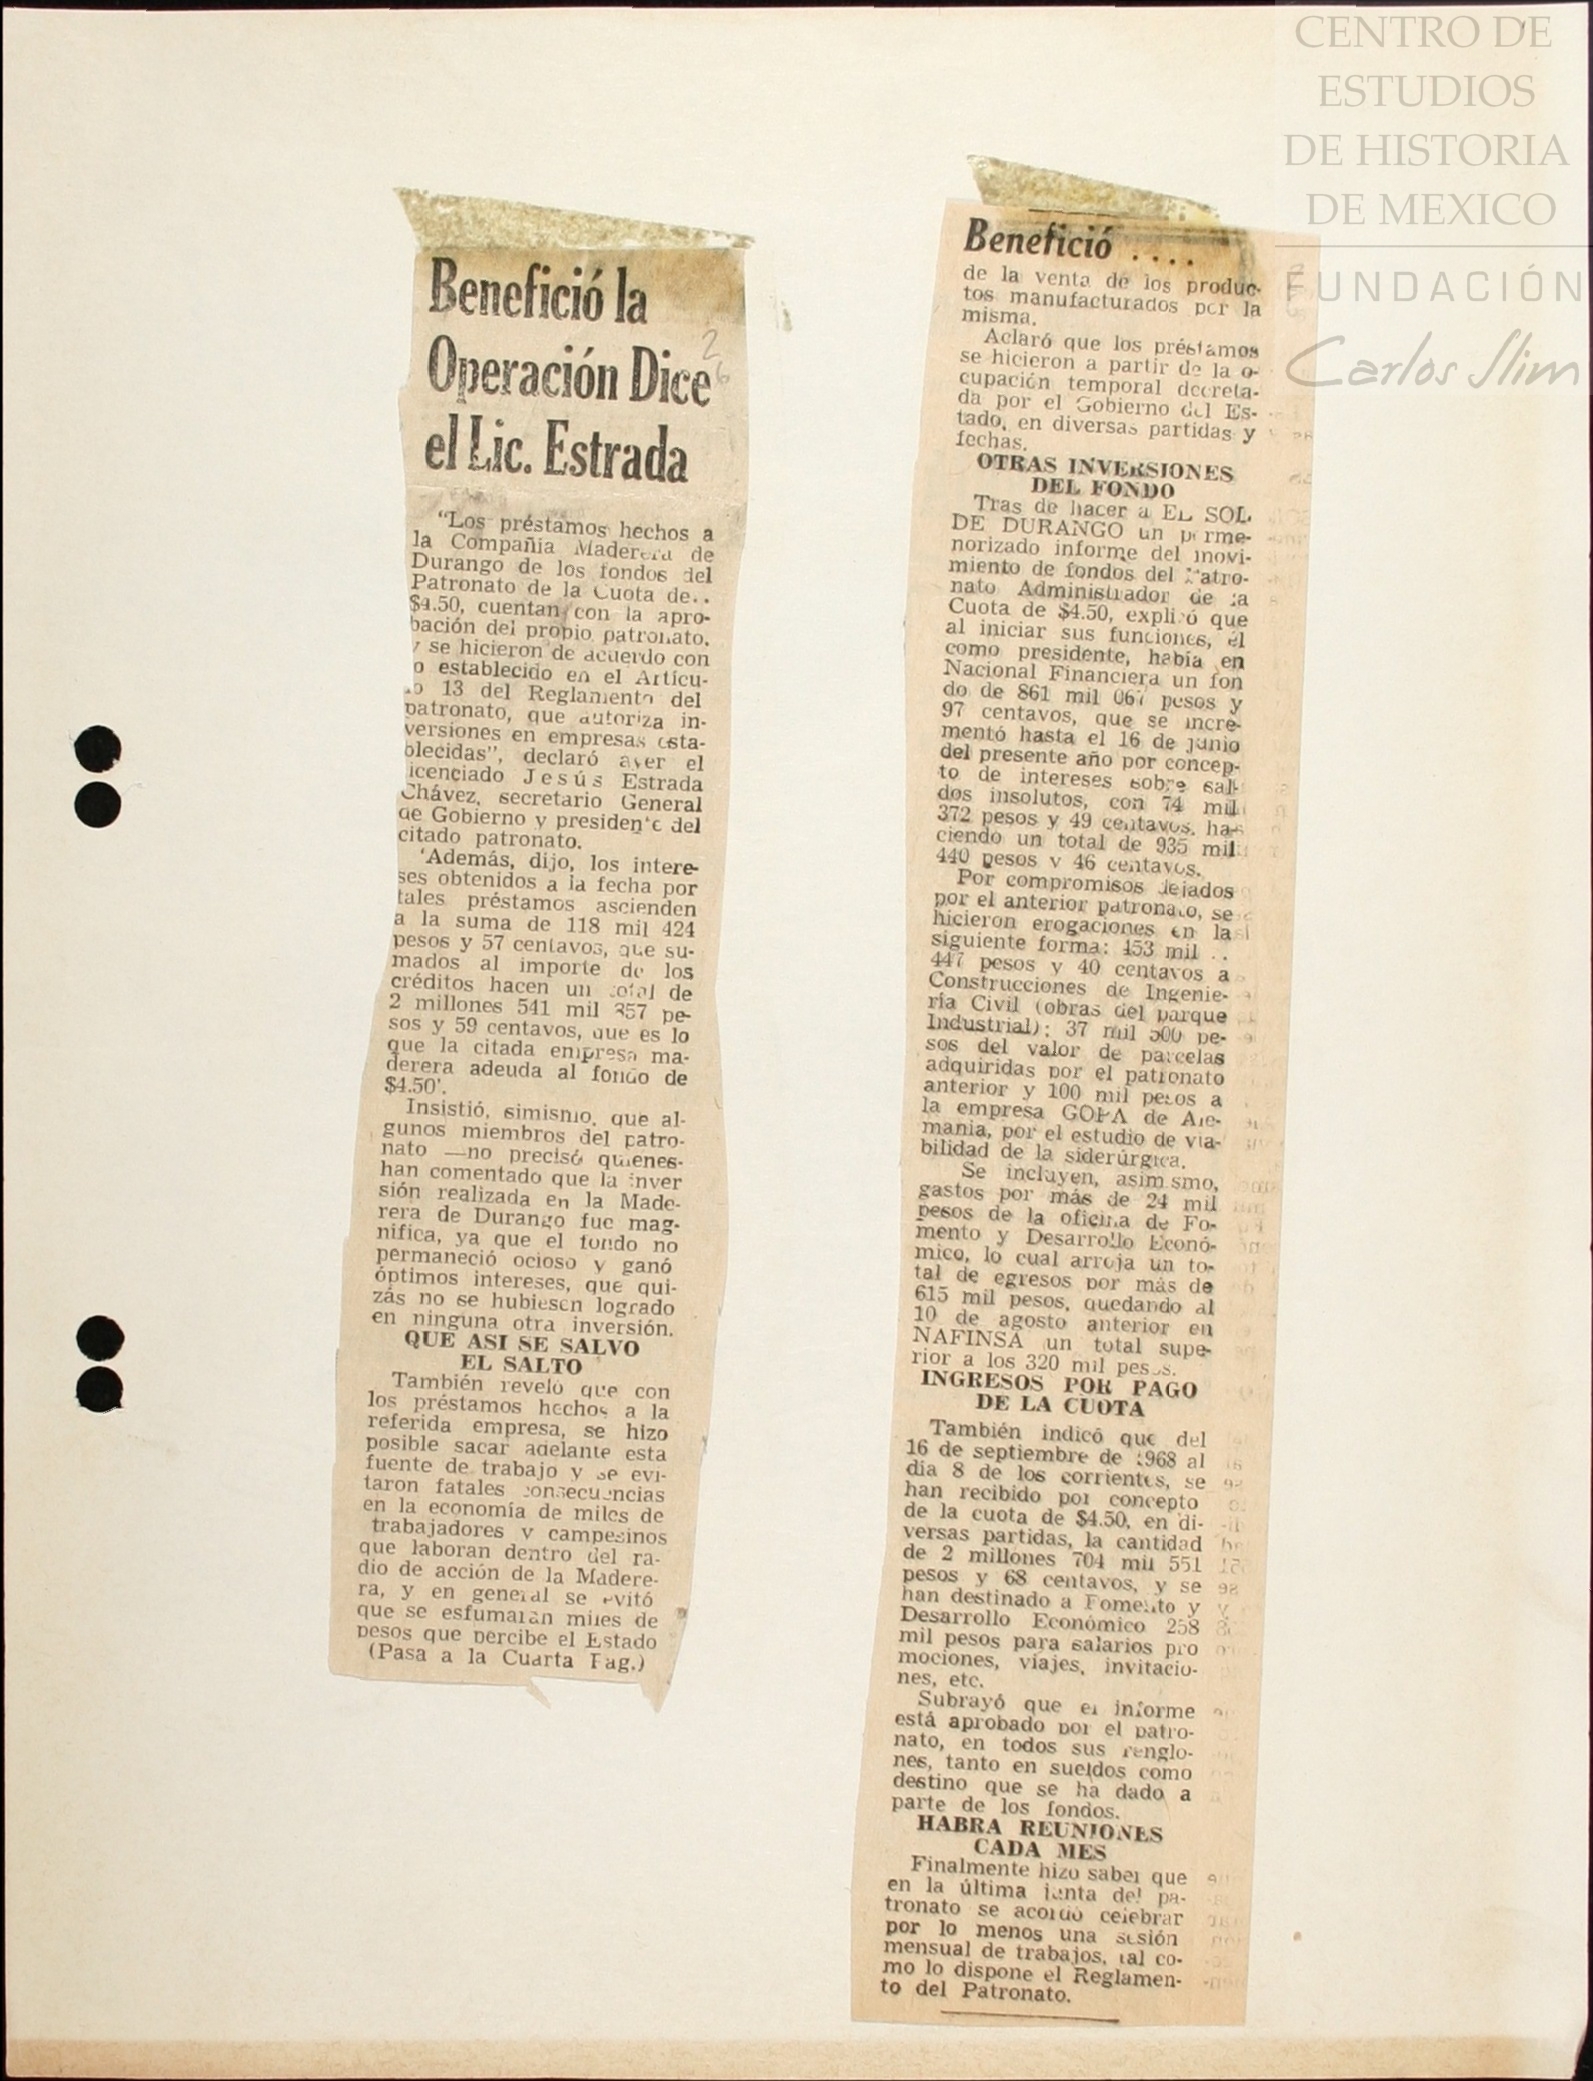 CENTRO DE
ESTUDIOS
DE HISTORIA
DE MEXICO
FUNDACIÓN
Carlos Slim
Benefició la
Operación Dice
el Lic. Estrada
2
6
"Los préstamos hechos a
la Compañía Maderera de
Durango de los fondos del
Patronato de la Cuota de..
$4.50, cuentan con la apro-
bación del propio patronato,
y se hicieron de acuerdo con
o establecido en el Artícu-
lo 13 del Reglamento del
patronato, que autoriza in-
versiones en empresas esta-
blecidas", declaró ayer el
icenciado Jesús Estrada
Chávez, secretario General
de Gobierno y presidente del
citado patronato.
'Además, dijo, los intere-
ses obtenidos a la fecha por
tales préstamos ascienden
a la suma de 118 mil 424
pesos y 57 centavos, que su-
mados al importe de los
créditos hacen un total de
2 millones 541 mil 357 pe-
sos y 59 centavos, que es lo
que la citada empresa ma-
derera adeuda al fondo de
$4.50'.
Insistió, simismo, que al-
gunos miembros del patro-
nato —no precisó quienes-
han comentado que la inver
sión realizada en la Made-
rera de Durango fue mag-
nífica, ya que el fondo no
permaneció ocioso y ganó
óptimos intereses, que qui-
zás no se hubiesen logrado
en ninguna otra inversión.
QUE ASI SE SALVO
EL SALTO
También reveló que con
los préstamos hechos a la
referida empresa, se hizo
posible sacar adelante esta
fuente de trabajo y se evi-
taron fatales consecuencias
en la economía de miles de
trabajadores y campesinos
que laboran dentro del ra-
dio de acción de la Madere-
ra, y en general se evitó
que se esfumaran miles de
pesos que percibe el Estado
(Pasa a la Cuarta Pag.)
Benefició ....
de la venta de los produc-
tos manufacturados por la
misma.
Aclaró que los préstamos
se hicieron a partir de la o-
cupación temporal decreta-
da por el Gobierno del Es-
tado, en diversas partidas y
fechas.
OTRAS INVERSIONES
DEL FONDO
Tras de hacer a EL SOL
DE DURANGO un porme-
norizado informe del movi-
miento de fondos del Patro-
nato Administrador de la
Cuota de $4.50, explicó que
al iniciar sus funciones, él
como presidente, había en
Nacional Financiera un fon
do de 861 mil 067 pesos y
97 centavos, que se incre-
mentó hasta el 16 de junio
del presente año por concep-
to de intereses sobre sal-
dos insolutos, con 74 mil
372 pesos y 49 centavos, ha-
ciendo un total de 935 mil
440 pesos y 46 centavos.
Por compromisos dejados
por el anterior patronato, se
hicieron erogaciones en la
siguiente forma: 453 mil ..
447 pesos y 40 centavos a
Construcciones de Ingenie-
ría Civil (obras del parque
Industrial); 37 mil 500 pe-
sos del valor de parcelas
adquiridas por el patronato
anterior y 100 mil pesos a
la empresa GOPA de Ale-
mania, por el estudio de via-
bilidad de la siderúrgica.
Se incluyen, asimismo,
gastos por más de 24 mil
pesos de la oficina de Fo-
mento y Desarrollo Econó-
mico, lo cual arroja un to-
tal de egresos por más de
615 mil pesos, quedando al
10 de agosto anterior en
NAFINSA un total supe-
rior a los 320 mil pesos.
INGRESOS POR PAGO
DE LA CUOTA
También indicó que del
16 de septiembre de 1968 al
día 8 de los corrientes, se
han recibido por concepto
de la cuota de $4.50, en di-
versas partidas, la cantidad
de 2 millones 704 mil 551
pesos y 68 centavos, y se
han destinado a Fomento y
Desarrollo Económico 258
mil pesos para salarios pro
mociones, viajes, invitacio-
nes, etc.
Subrayó que el informe
está aprobado por el patro-
nato, en todos sus renglo-
nes, tanto en sueldos como
destino que se ha dado a
parte de los fondos.
HABRA REUNIONES
CADA MES
Finalmente hizo saber que
en la última junta del pa-
tronato se acordó celebrar
por lo menos una sesión
mensual de trabajos, tal co-
mo lo dispone el Reglamen-
to del Patronato.